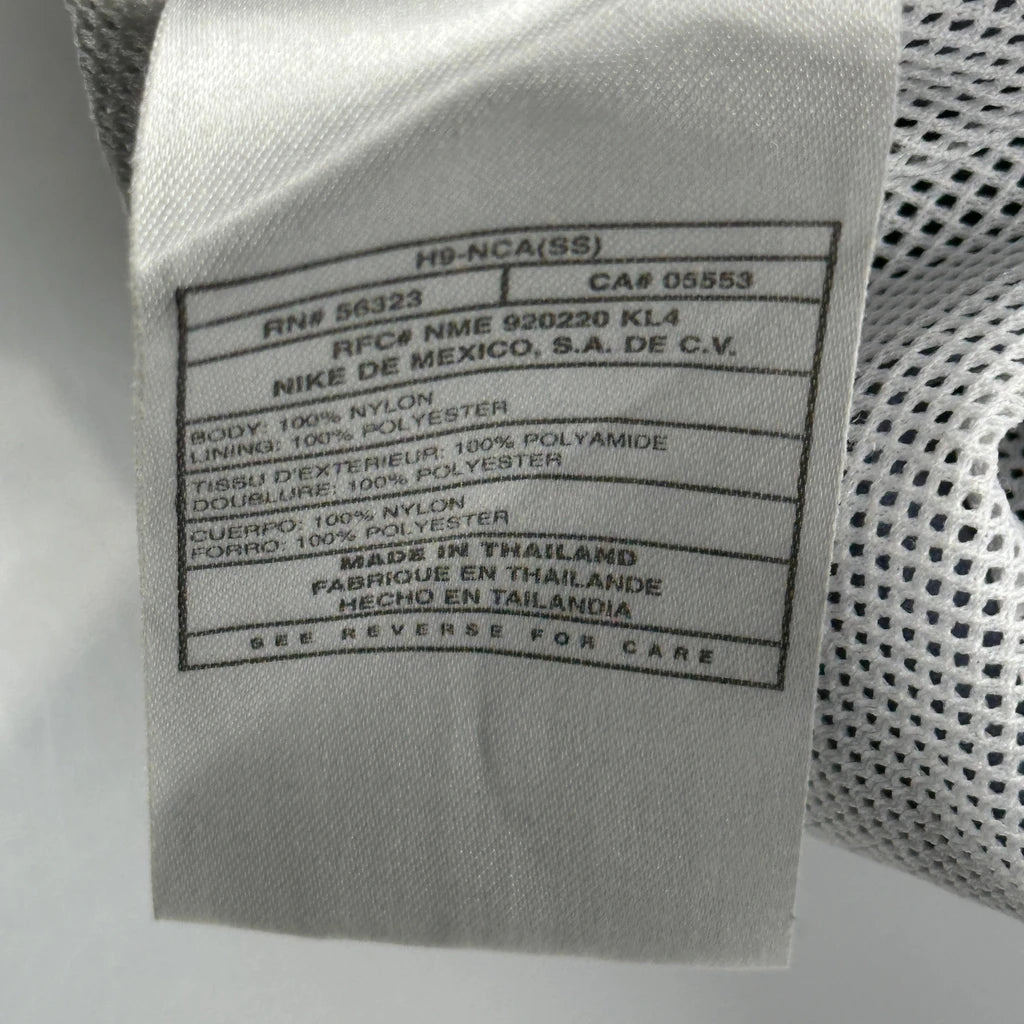 H9-NCA(SS)
RN# 56323 CA# 05553
RFC# NME 920220 KL4
NIKE DE MEXICO, S.A. DE C.V.
BODY: 100% NYLON
LINING: 100% POLYESTER
TISSU D'EXTERIEUR: 100% POLYAMIDE
DOUBLURE: 100% POLYESTER
CUERPO: 100% NYLON
FORRO: 100% POLYESTER
MADE IN THAILAND
FABRIQUE EN THAILANDE
HECHO EN TAILANDIA
SEE REVERSE FOR CARE